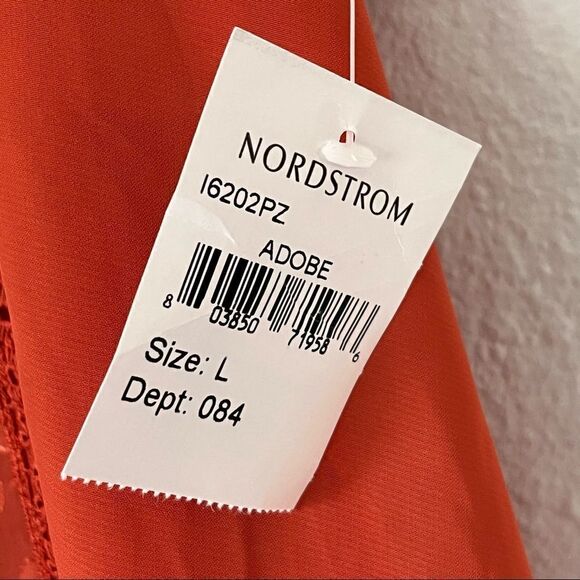 NORDSTROM
I6202PZ
ADOBE
8 03850 71958 6
Size: L
Dept: 084